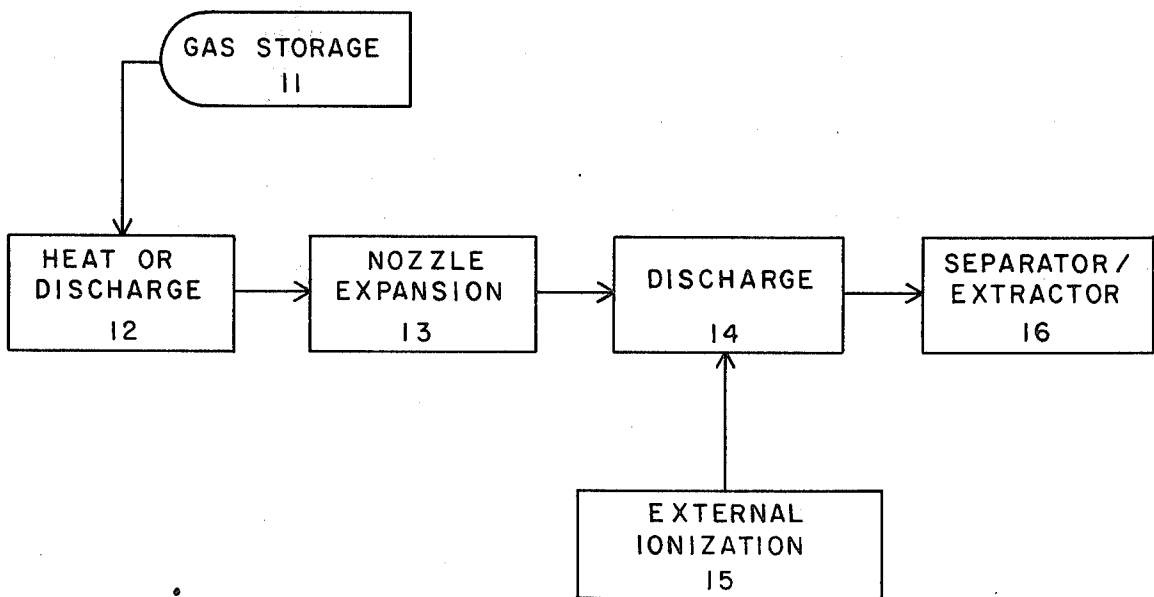 GAS STORAGE
11
HEAT OR
DISCHARGE
12
NOZZLE
EXPANSION
13
DISCHARGE
14
SEPARATOR/
EXTRACTOR
16
EXTERNAL
IONIZATION
15